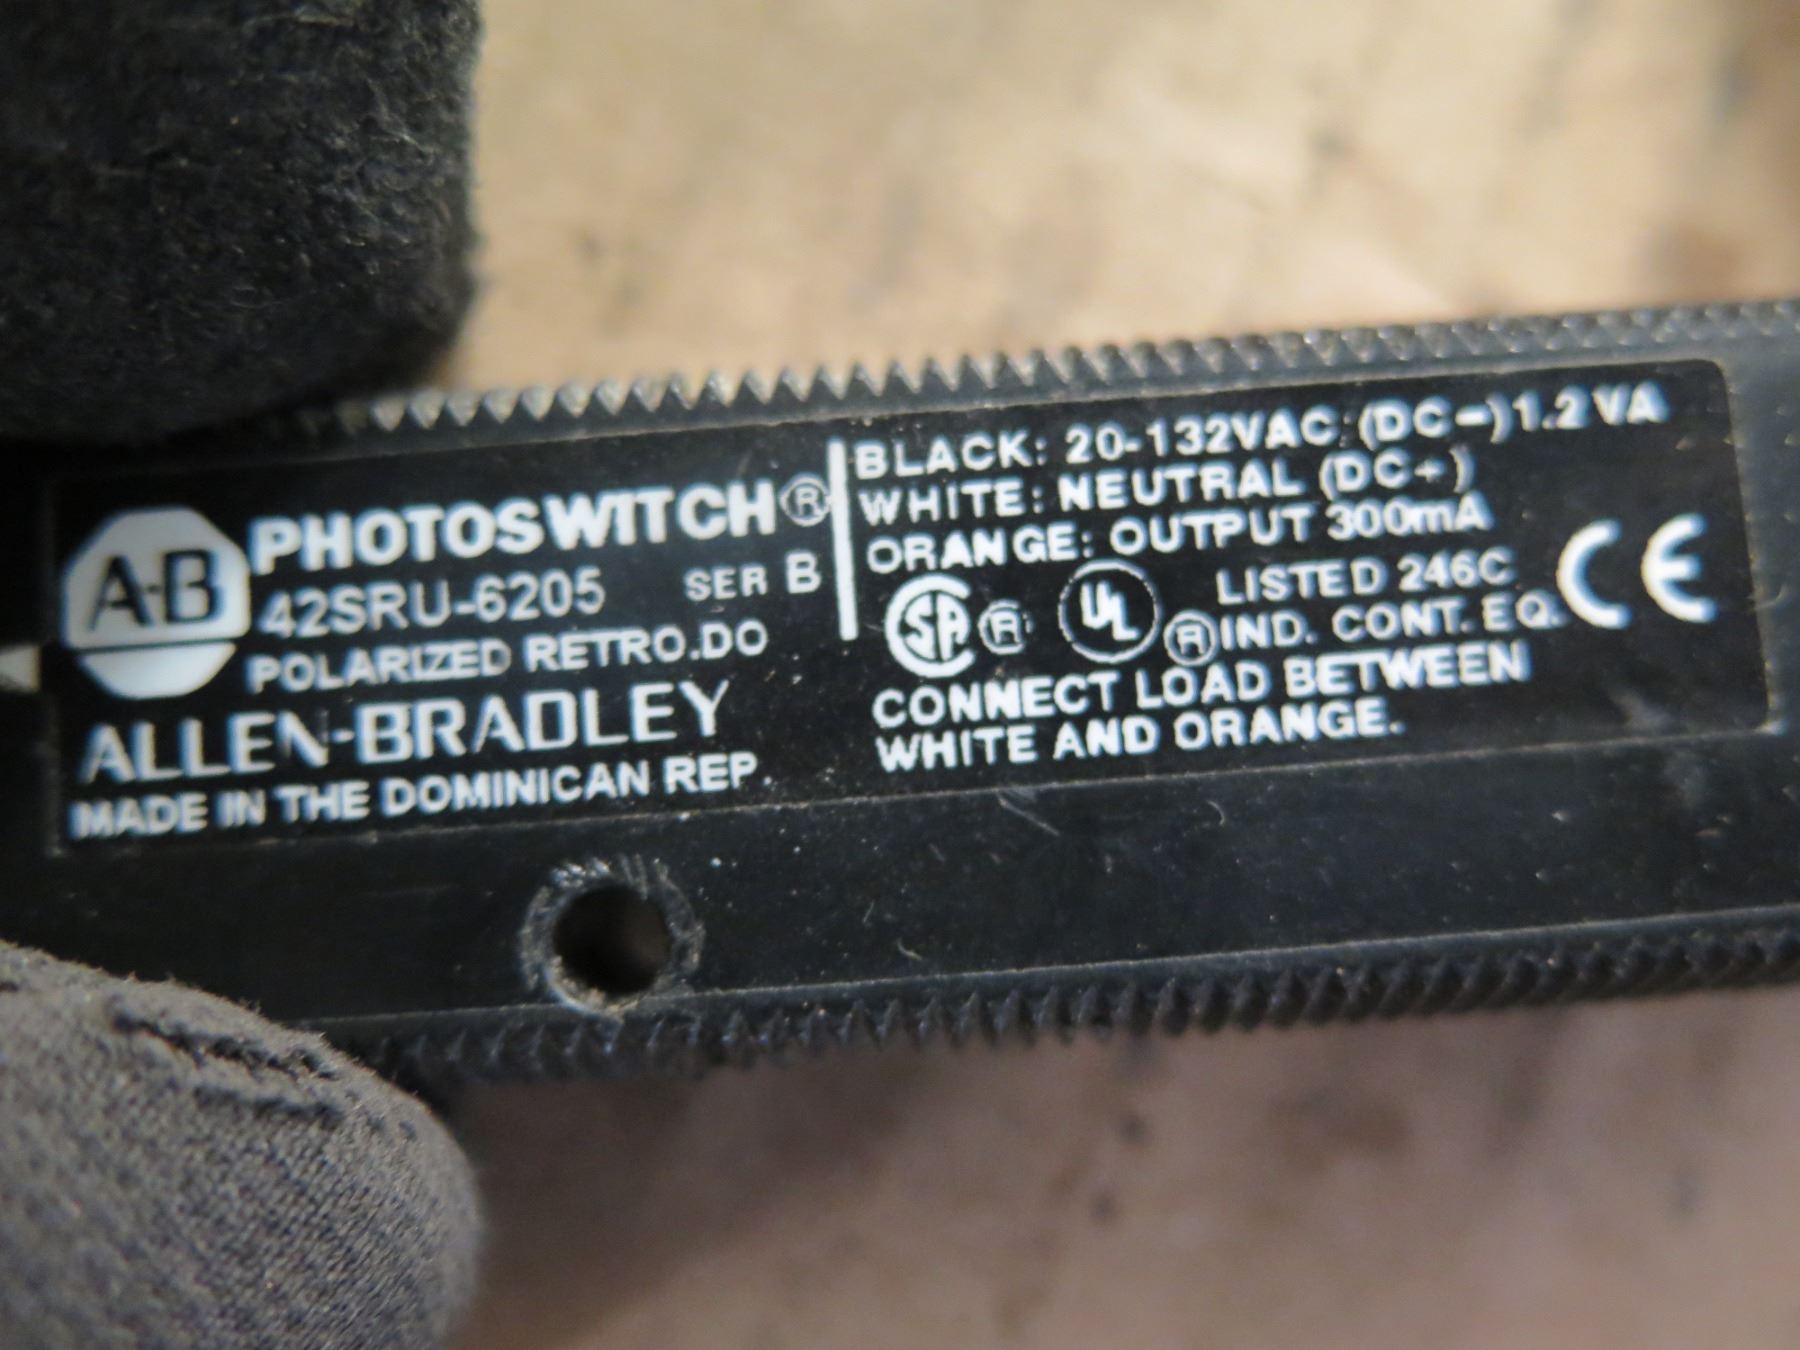 A-B
PHOTOSWITCH®
42SRU-6205 SER B
POLARIZED RETRO.DO
ALLEN-BRADLEY
MADE IN THE DOMINICAN REP.
BLACK: 20-132VAC (DC-)1.2 VA
WHITE: NEUTRAL (DC+)
ORANGE: OUTPUT 300mA
SA ® UL ® LISTED 246C
IND. CONT. EQ. CE
CONNECT LOAD BETWEEN
WHITE AND ORANGE.